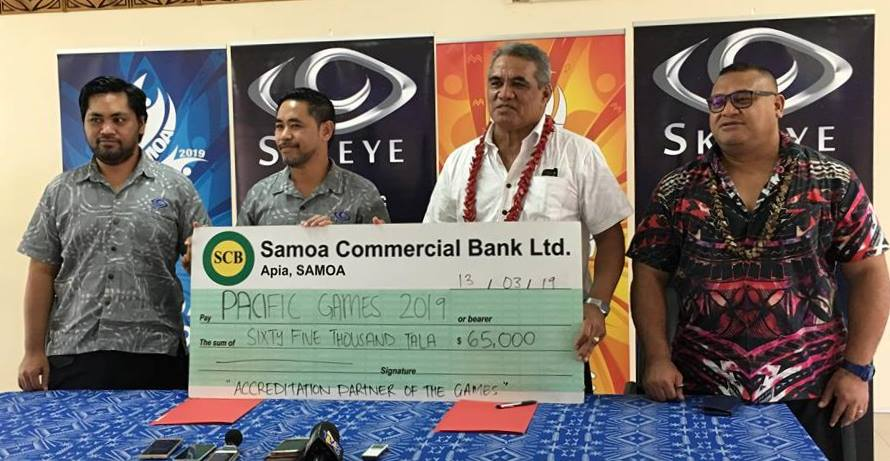 SAMOA
2019
SKYEYE
SKYEYE
SCB
Samoa Commercial Bank Ltd.
Apia, SAMOA
13 / 03 / 19
Pay PACIFIC GAMES 2019 or bearer
The sum of SIXTY FIVE THOUSAND TALA $ 65,000
Signature
"ACCREDITATION PARTNER OF THE GAMES"